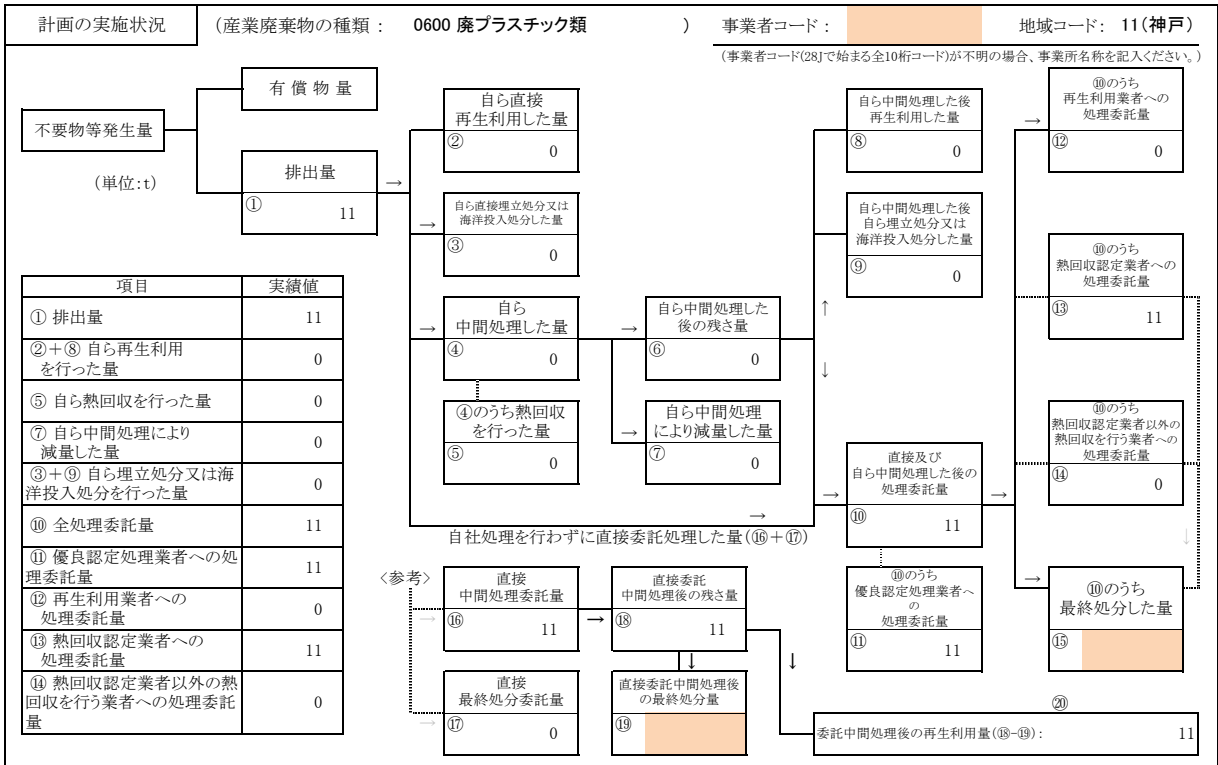 計画の実施状況 (産業廃棄物の種類： 0600 廃プラスチック類 ) 事業者コード： 地域コード： 11(神戸)
(事業者コード(28Jで始まる全10桁コード)が不明の場合、事業所名称を記入ください。)
不要物等発生量
(単位:t)
有償物量
排出量
① 11
→
自ら直接
再生利用した量
② 0
→
自ら直接埋立処分又は
海洋投入処分した量
③ 0
→
自ら
中間処理した量
④ 0
④のうち熱回収
を行った量
⑤ 0
→
自ら中間処理した
後の残さ量
⑥ 0
→
自ら中間処理
により減量した量
⑦ 0
自ら中間処理した後
再生利用した量
⑧ 0
自ら中間処理した後
自ら埋立処分又は
海洋投入処分した量
⑨ 0
↑
↓
→
自社処理を行わずに直接委託処理した量(⑯＋⑰)
→
直接及び
自ら中間処理した後の
処理委託量
⑩ 11
→
⑩のうち
優良認定処理業者へ
の
処理委託量
⑪ 11
→
⑩のうち
再生利用業者への
処理委託量
⑫ 0
⑩のうち
熱回収認定業者への
処理委託量
⑬ 11
⑩のうち
熱回収認定業者以外の
熱回収を行う業者への
処理委託量
⑭ 0
↓
→
⑩のうち
最終処分した量
⑮
項目 実績値
① 排出量 11
②＋⑧ 自ら再生利用
を行った量 0
⑤ 自ら熱回収を行った量 0
⑦ 自ら中間処理により
減量した量 0
③＋⑨ 自ら埋立処分又は海
洋投入処分を行った量 0
⑩ 全処理委託量 11
⑪ 優良認定処理業者への処
理委託量 11
⑫ 再生利用業者への
処理委託量 0
⑬ 熱回収認定業者への
処理委託量 11
⑭ 熱回収認定業者以外の熱
回収を行う業者への処理委託
量 0
〈参考〉
→
直接
中間処理委託量
⑯ 11
→
直接委託
中間処理後の残さ量
⑱ 11
→
直接
最終処分委託量
⑰ 0
↓
直接委託中間処理後
の最終処分量
⑲
↓
⑳
委託中間処理後の再生利用量(⑱-⑲)： 11